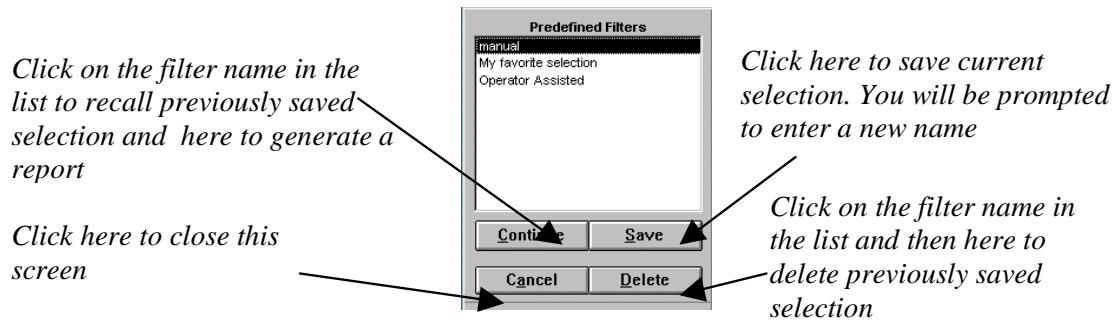 Predefined Filters
manual
My favorite selection
Operator Assisted
Click on the filter name in the
list to recall previously saved
selection and here to generate a
report
Click here to save current
selection. You will be prompted
to enter a new name
Continue
Save
Click here to close this
screen
Cancel
Delete
Click on the filter name in
the list and then here to
delete previously saved
selection